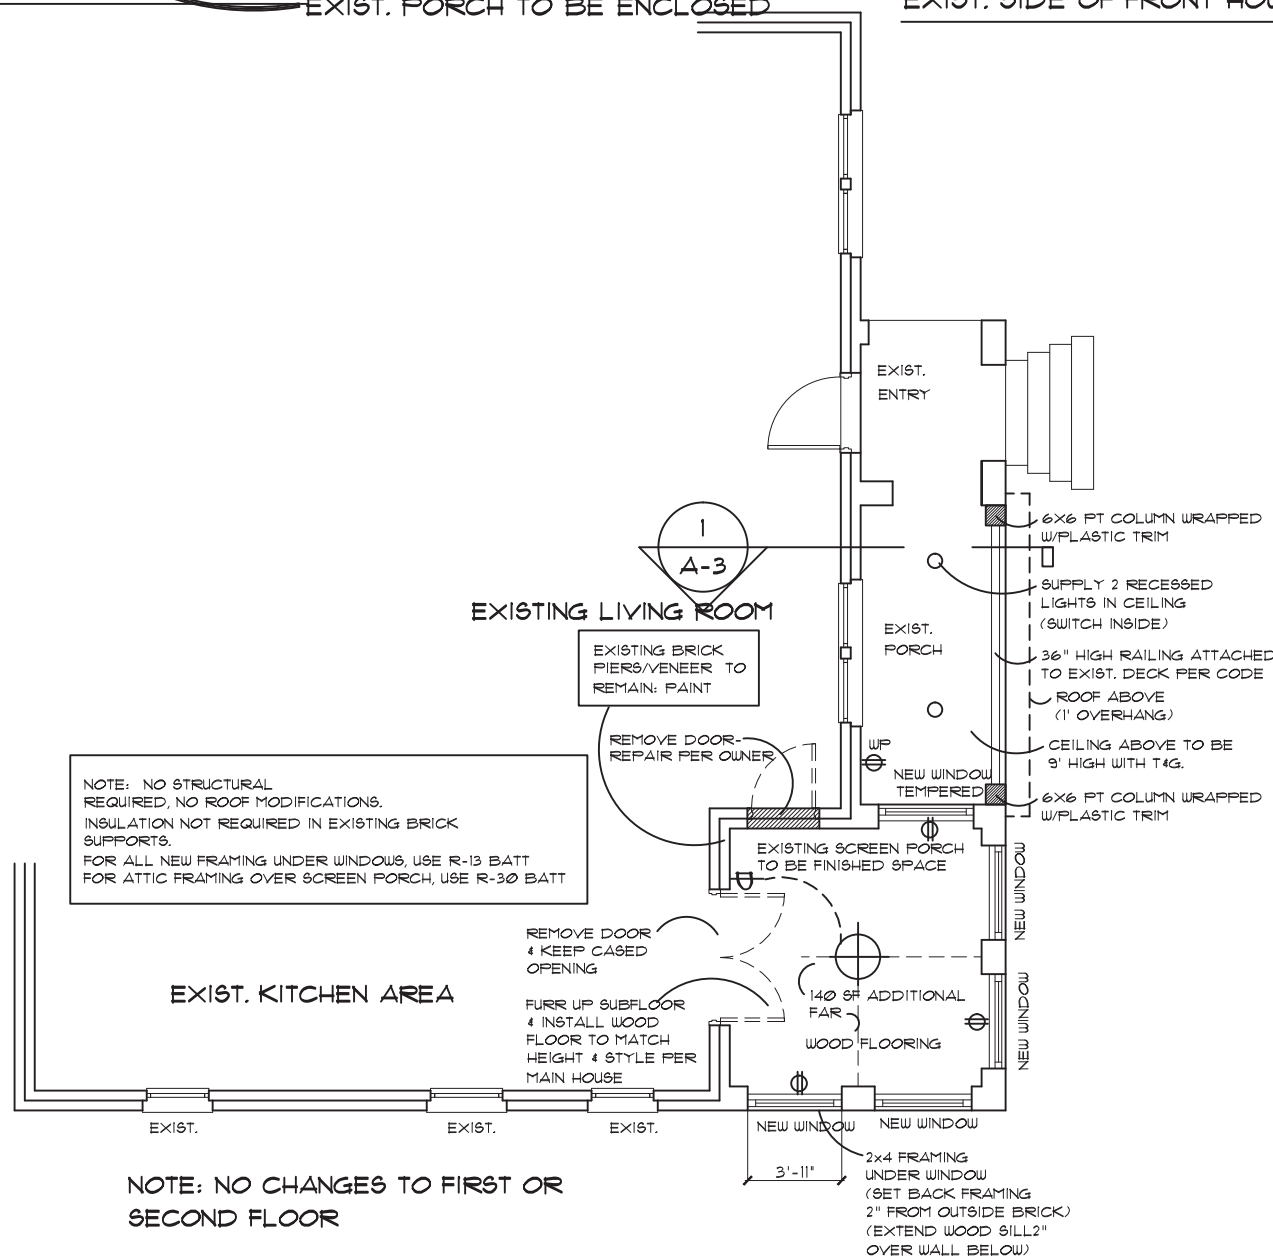 EXIST. PORCH TO BE ENCLOSED
EXIST. SIDE OF FRONT
EXIST.
ENTRY
6X6 PT COLUMN WRAPPED
W/PLASTIC TRIM
1
A-3
SUPPLY 2 RECESSED
LIGHTS IN CEILING
(SWITCH INSIDE)
EXISTING LIVING ROOM
EXIST.
PORCH
EXISTING BRICK
PIERS/VENEER TO
REMAIN: PAINT
36" HIGH RAILING ATTACHED
TO EXIST. DECK PER CODE
ROOF ABOVE
(1' OVERHANG)
REMOVE DOOR-
REPAIR PER OWNER
WP
CEILING ABOVE TO BE
9' HIGH WITH T&G.
NEW WINDOW
TEMPERED
6X6 PT COLUMN WRAPPED
W/PLASTIC TRIM
NOTE: NO STRUCTURAL
REQUIRED, NO ROOF MODIFICATIONS.
INSULATION NOT REQUIRED IN EXISTING BRICK
SUPPORTS.
FOR ALL NEW FRAMING UNDER WINDOWS, USE R-13 BATT
FOR ATTIC FRAMING OVER SCREEN PORCH, USE R-30 BATT
EXISTING SCREEN PORCH
TO BE FINISHED SPACE
NEW WINDOW
REMOVE DOOR
& KEEP CASED
OPENING
EXIST. KITCHEN AREA
FURR UP SUBFLOOR
& INSTALL WOOD
FLOOR TO MATCH
HEIGHT & STYLE PER
MAIN HOUSE
140 SF ADDITIONAL
FAR
WOOD FLOORING
NEW WINDOW
EXIST.
EXIST.
EXIST.
NEW WINDOW
NEW WINDOW
3'-11"
2x4 FRAMING
UNDER WINDOW
(SET BACK FRAMING
2" FROM OUTSIDE BRICK)
(EXTEND WOOD SILL2"
OVER WALL BELOW)
NOTE: NO CHANGES TO FIRST OR
SECOND FLOOR